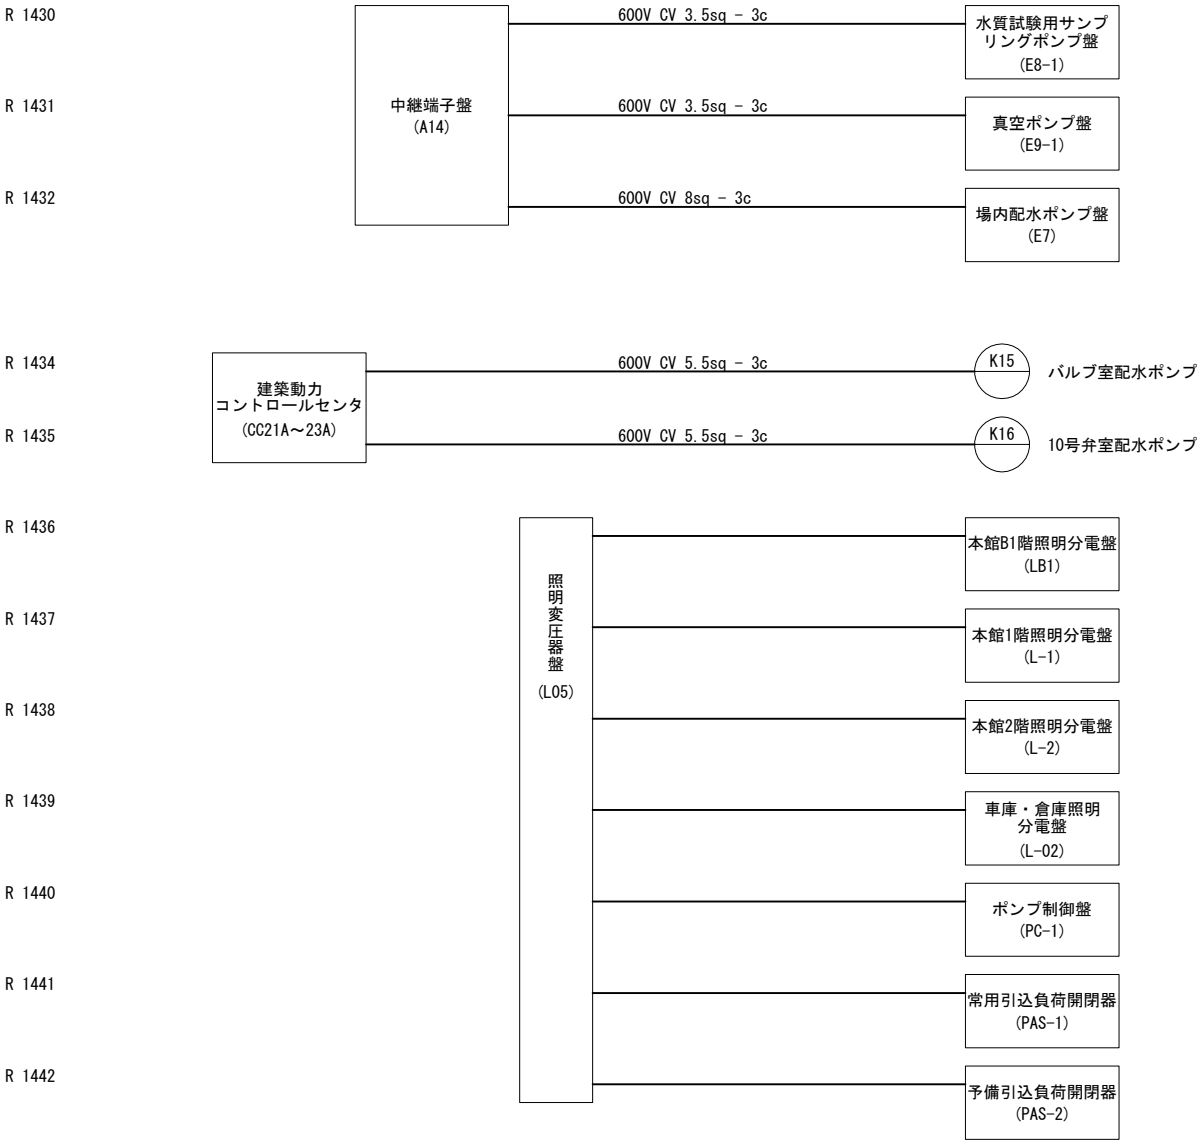 R 1430
600V CV 3.5sq - 3c
水質試験用サンプ
リングポンプ盤
(E8-1)
R 1431
中継端子盤
(A14)
600V CV 3.5sq - 3c
真空ポンプ盤
(E9-1)
R 1432
600V CV 8sq - 3c
場内配水ポンプ盤
(E7)
R 1434
建築動力
コントロールセンタ
(CC21A～23A)
600V CV 5.5sq - 3c
K15
バルブ室配水ポンプ
R 1435
600V CV 5.5sq - 3c
K16
10号弁室配水ポンプ
R 1436
照明変圧器盤
(L05)
本館B1階照明分電盤
(LB1)
R 1437
本館1階照明分電盤
(L-1)
R 1438
本館2階照明分電盤
(L-2)
R 1439
車庫・倉庫照明
分電盤
(L-02)
R 1440
ポンプ制御盤
(PC-1)
R 1441
常用引込負荷開閉器
(PAS-1)
R 1442
予備引込負荷開閉器
(PAS-2)